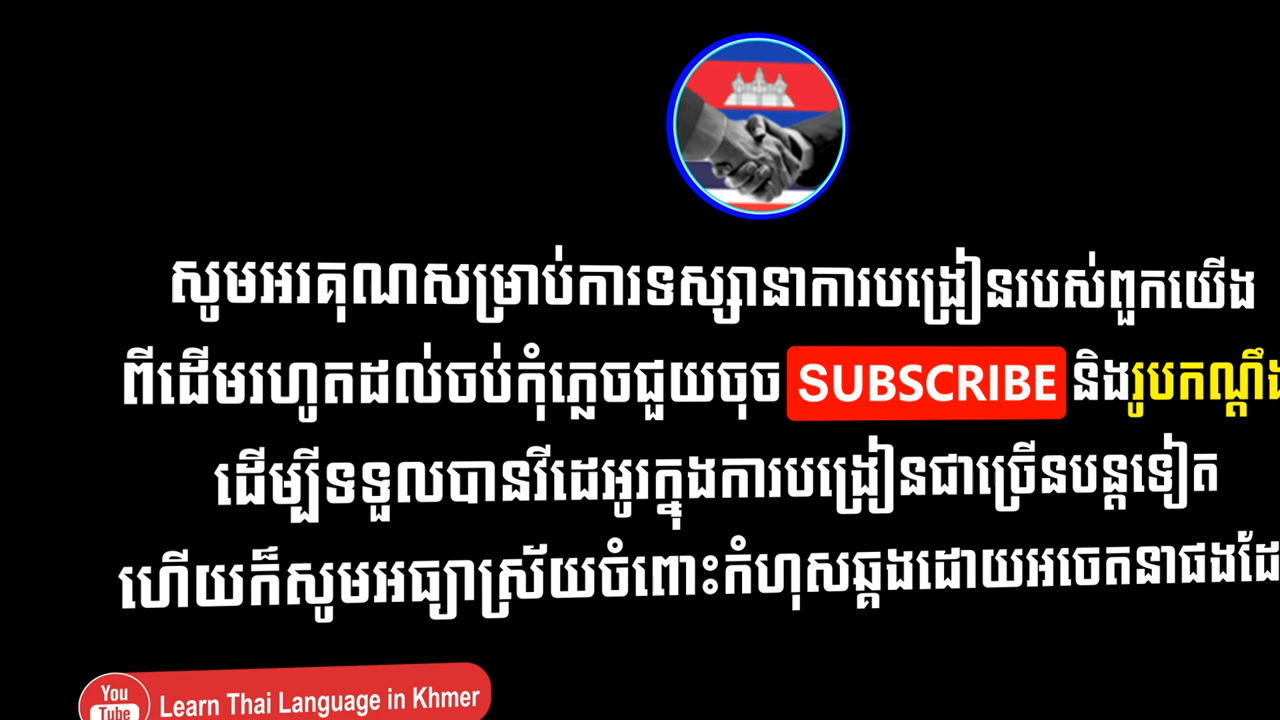 សូមអរគុណសម្រាប់ការទស្សានាការបង្រៀនរបស់ពួកយើង
ពីដើមរហូតដល់ចប់កុំភ្លេចជួយចុច SUBSCRIBE និងរូបកណ្ដឹង
ដើម្បីទទួលបានវីដេអូរក្នុងការបង្រៀនជាច្រើនបន្តទៀត
ហើយក៏សូមអធ្យាស្រ័យចំពោះកំហុសឆ្គងដោយអចេតនាផងដែ
You Tube Learn Thai Language in Khmer